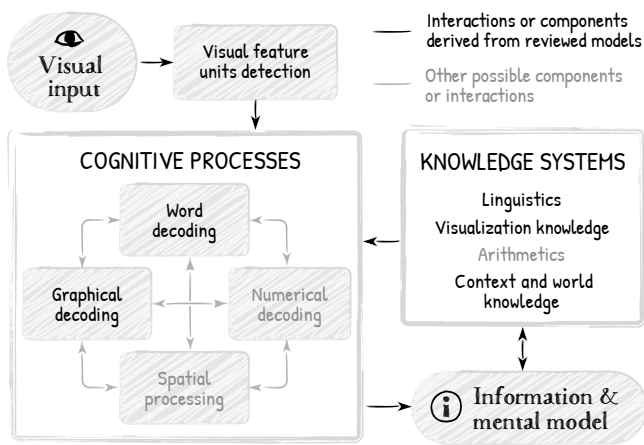 Visual
input
Visual feature
units detection
Interactions or components
derived from reviewed models
Other possible components
or interactions
COGNITIVE PROCESSES
Word
decoding
Graphical
decoding
Numerical
decoding
Spatial
processing
KNOWLEDGE SYSTEMS
Linguistics
Visualization knowledge
Arithmetics
Context and world
knowledge
Information &
mental model